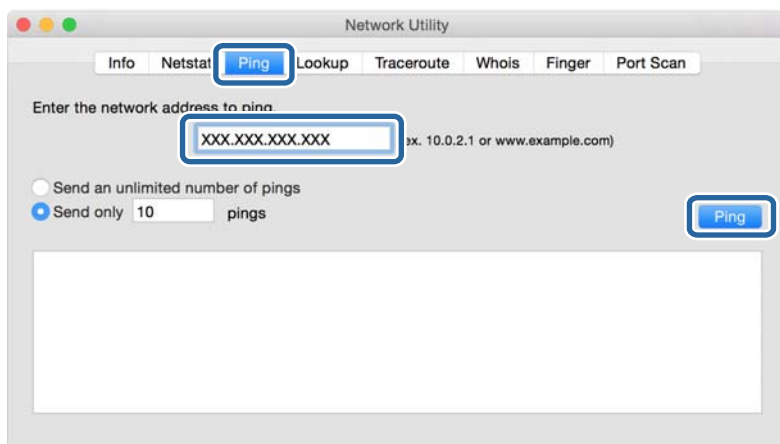 Network Utility
Info Netstat Ping Lookup Traceroute Whois Finger Port Scan
Enter the network address to ping.
XXX.XXX.XXX.XXX ex. 10.0.2.1 or www.example.com)
Send an unlimited number of pings
Send only 10 pings
Ping